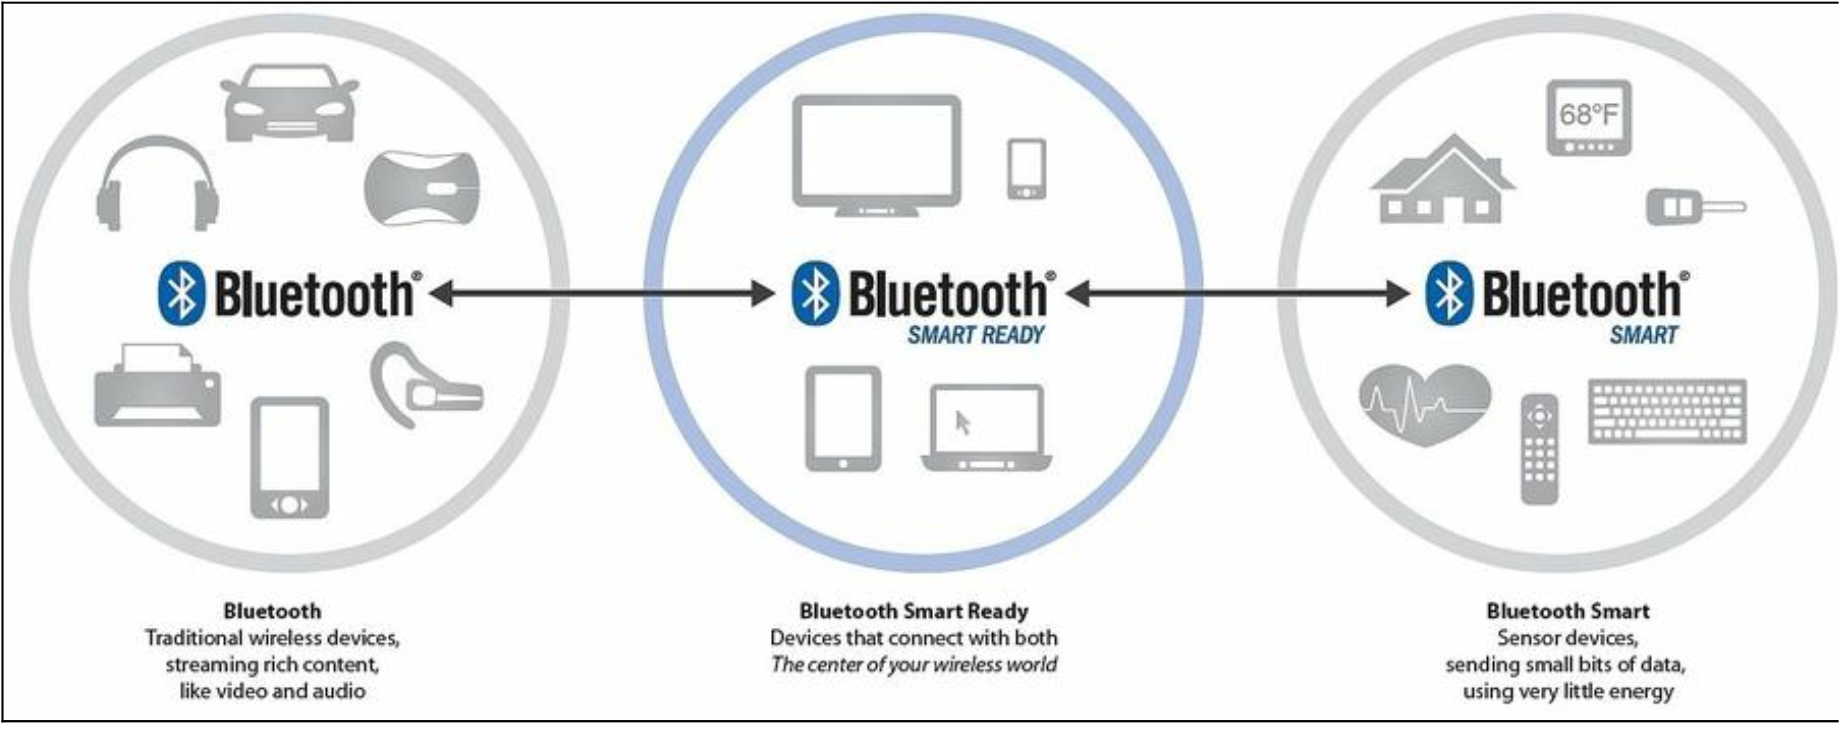 68°F
Bluetooth®
Bluetooth®
SMART READY
Bluetooth®
SMART
Bluetooth
Traditional wireless devices,
streaming rich content,
like video and audio
Bluetooth Smart Ready
Devices that connect with both
The center of your wireless world
Bluetooth Smart
Sensor devices,
sending small bits of data,
using very little energy